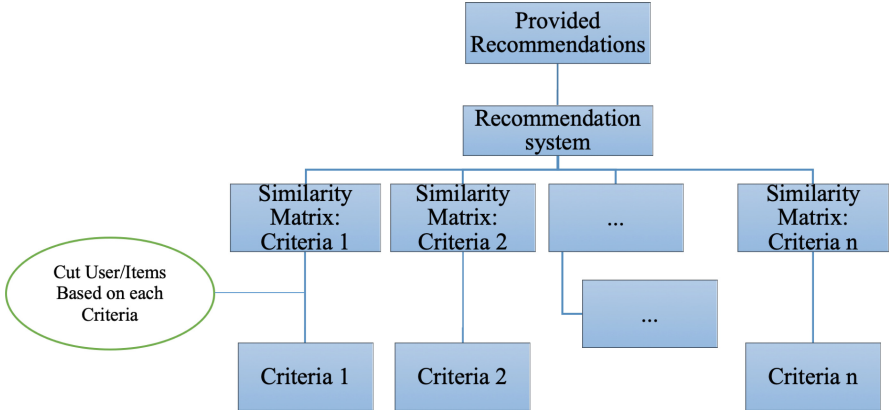 Provided
Recommendations
Recommendation
system
Similarity
Matrix:
Criteria 1
Similarity
Matrix:
Criteria 2
...
Similarity
Matrix:
Criteria n
Cut User/Items
Based on each
Criteria
...
Criteria 1
Criteria 2
Criteria n